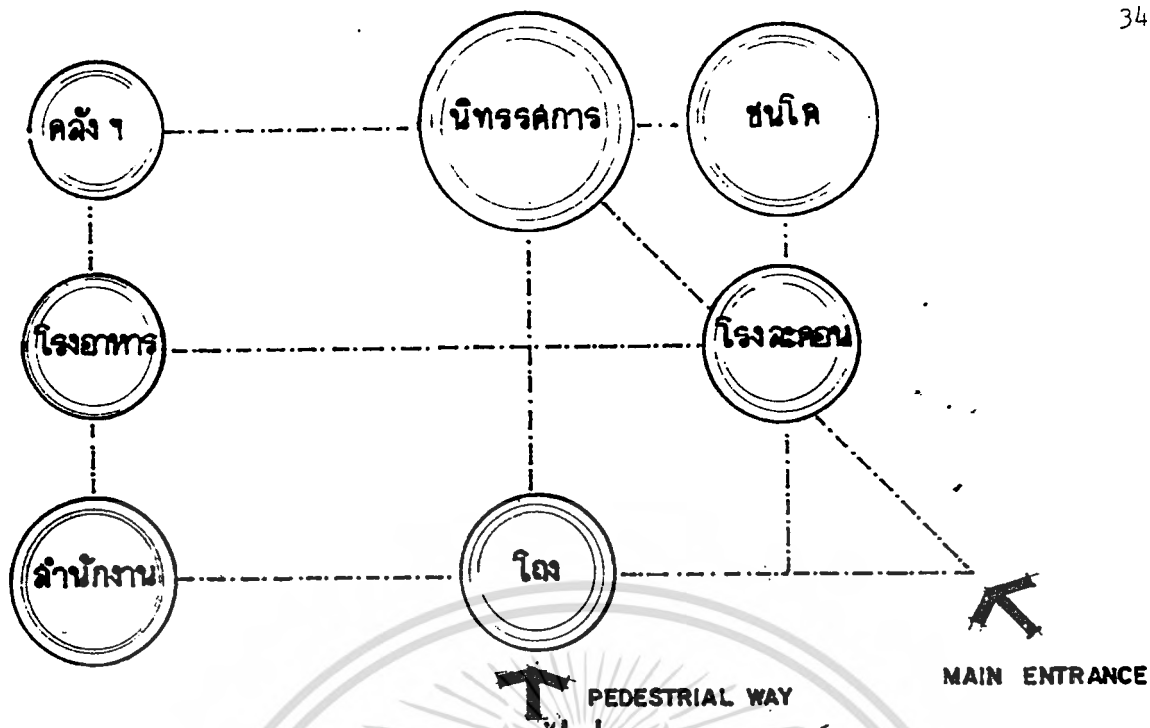 34
คลัง ฯ
นิทรรศการ
ชนโค
โรงอาหาร
โรงละคอน
สำนักงาน
โถง
MAIN ENTRANCE
PEDESTRIAL WAY